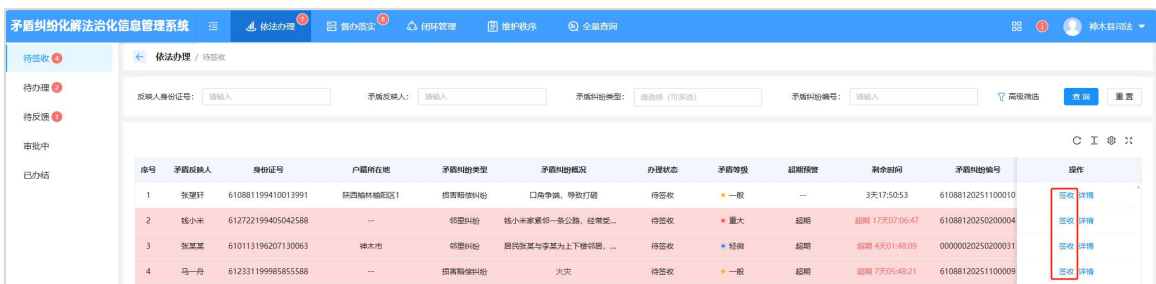 矛盾纠纷化解法治化信息管理系统 依法办理 7 督办落实 6 闭环管理 维护秩序 全量查询 神木县司法
待签收 4
待办理 2
待反馈 1
审批中
已办结
依法办理 / 待签收
反映人身份证号: 请输入 矛盾反映人: 请输入 矛盾纠纷类型: 请选择 (可多选) 矛盾纠纷编号: 请输入 高级筛选 查询 重置
序号 矛盾反映人 身份证号 户籍所在地 矛盾纠纷类型 矛盾纠纷概况 办理状态 矛盾等级 超期预警 剩余时间 矛盾纠纷编号 操作
1 张望轩 610881199410013991 陕西榆林榆阳区1 损害赔偿纠纷 口角争端,导致打砸 待签收 一般 -- 3天17:50:53 61088120251100010 签收 详情
2 钱小米 612722199405042588 -- 邻里纠纷 钱小米家紧邻一条公路,经常受... 待签收 重大 超期 超期 17天07:06:47 61088120250200004 签收 详情
3 张某某 610113196207130063 神木市 邻里纠纷 居民张某与李某为上下楼邻居,... 待签收 轻微 超期 超期 4天01:48:09 00000020250200031 签收 详情
4 马一舟 612331199985855588 -- 损害赔偿纠纷 火灾 待签收 一般 超期 超期 7天05:48:21 61088120251100009 签收 详情